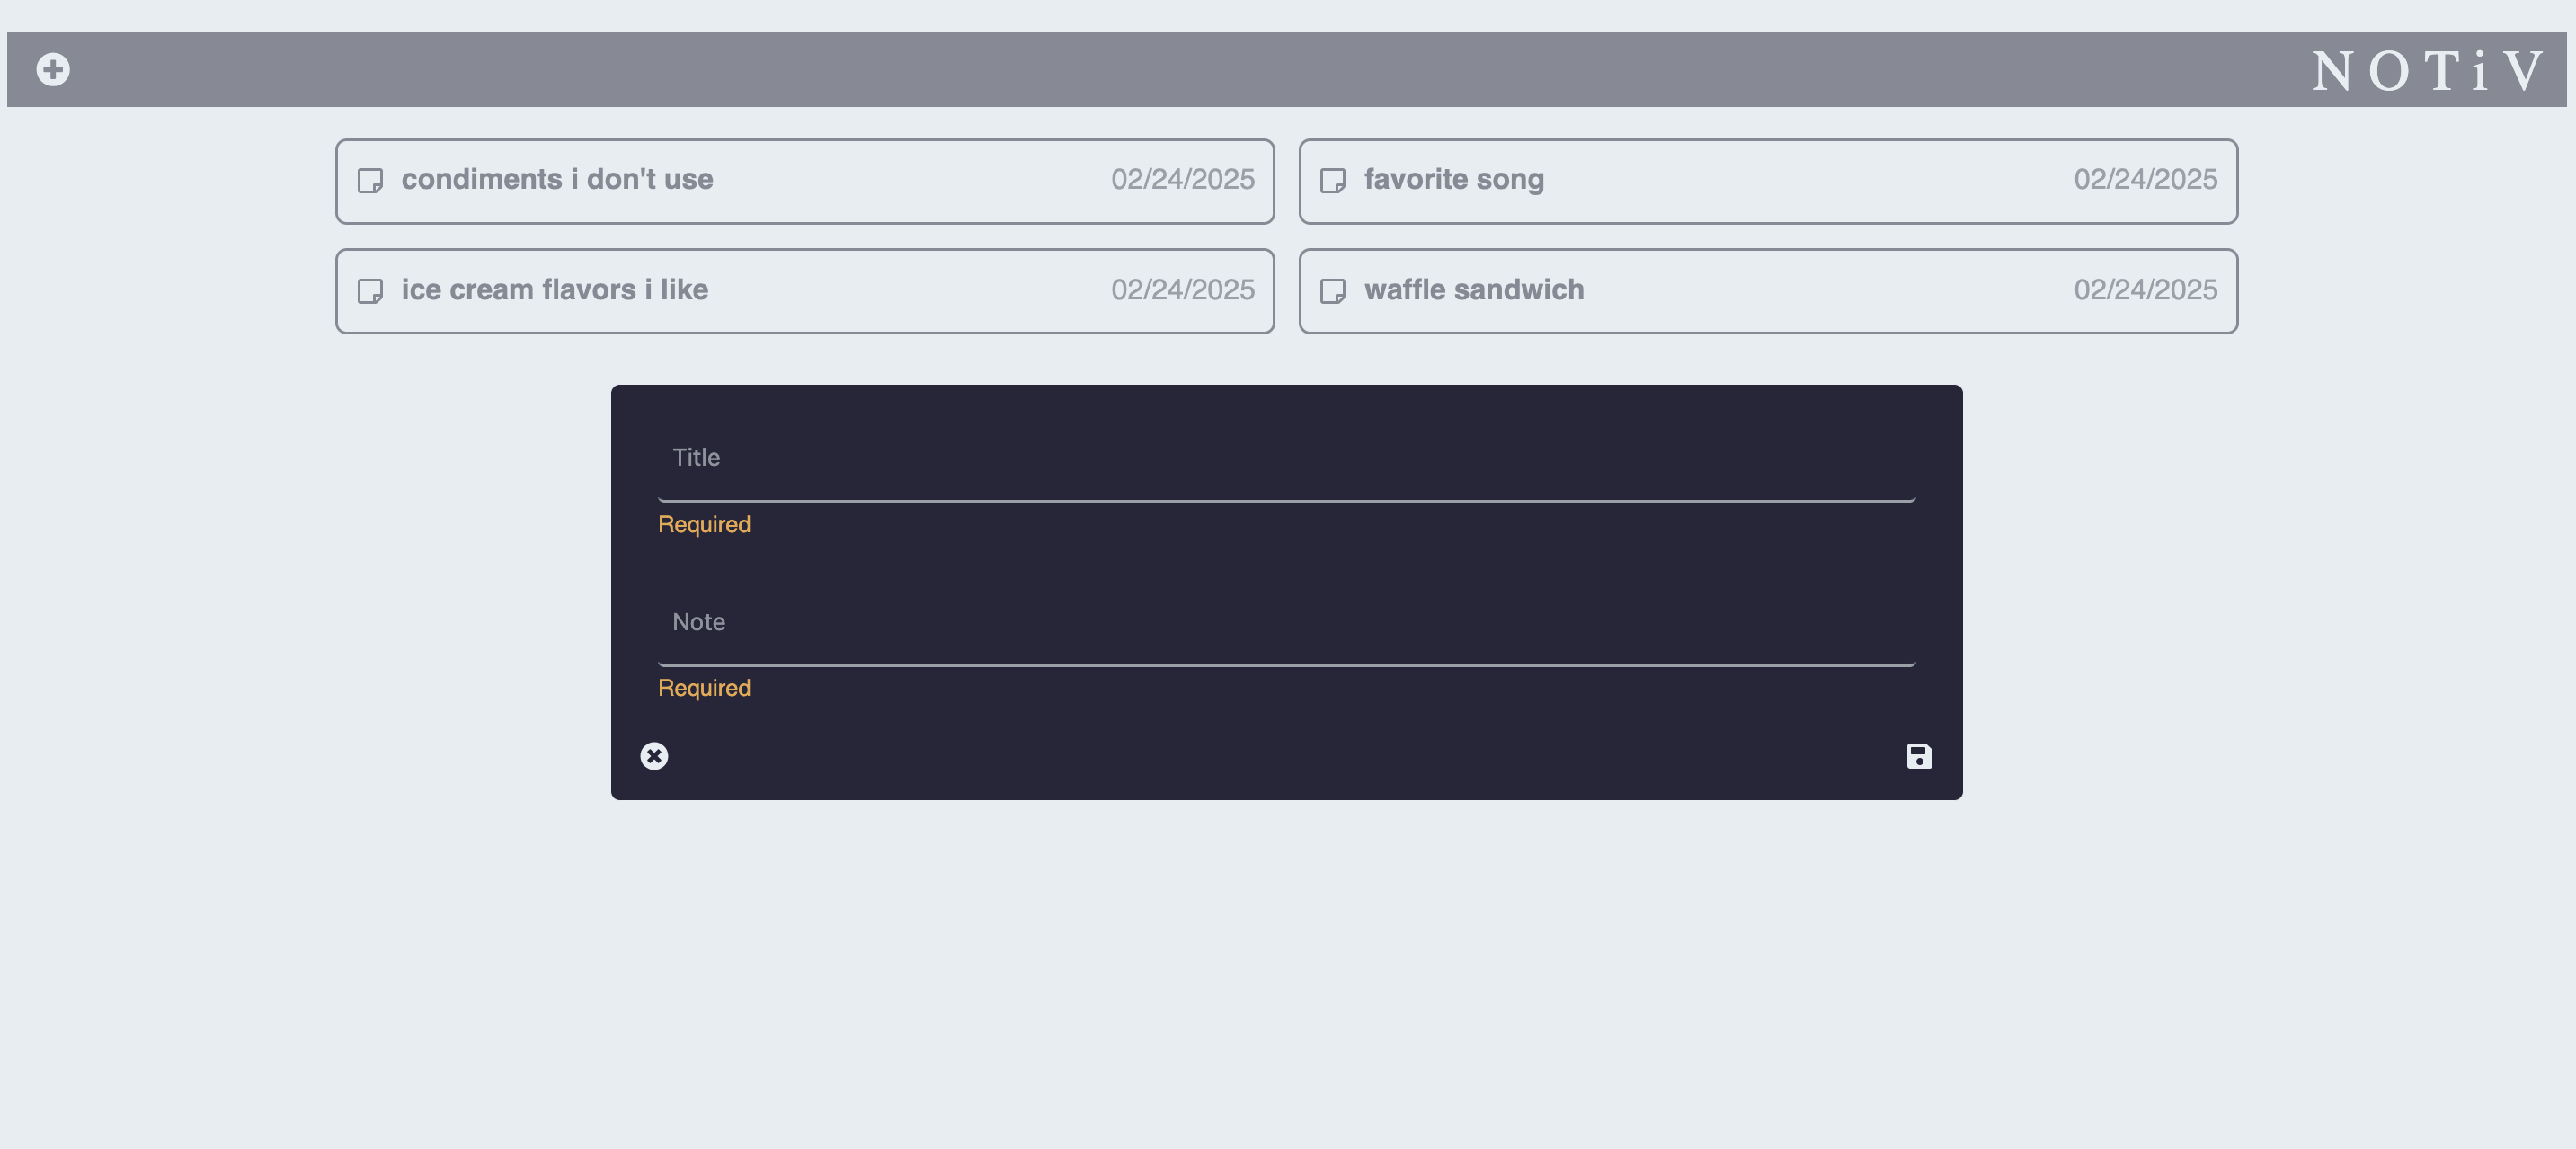 NOTiV
condiments i don't use 02/24/2025
favorite song 02/24/2025
ice cream flavors i like 02/24/2025
waffle sandwich 02/24/2025
Title
Required
Note
Required